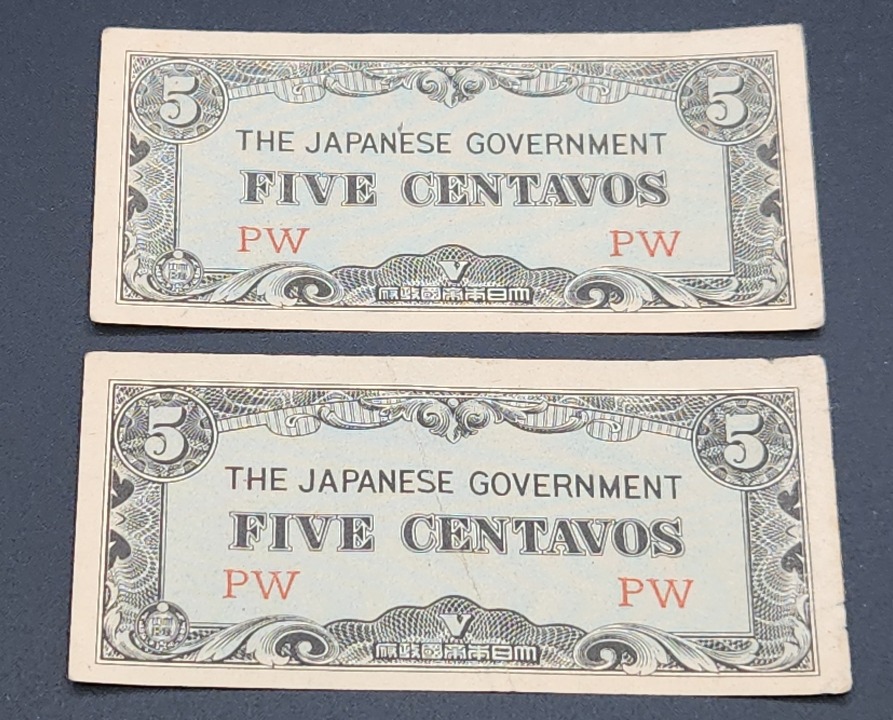 5 5
THE JAPANESE GOVERNMENT
FIVE CENTAVOS
PW PW
V
大日本帝國政府
5 5
THE JAPANESE GOVERNMENT
FIVE CENTAVOS
PW PW
V
大日本帝國政府